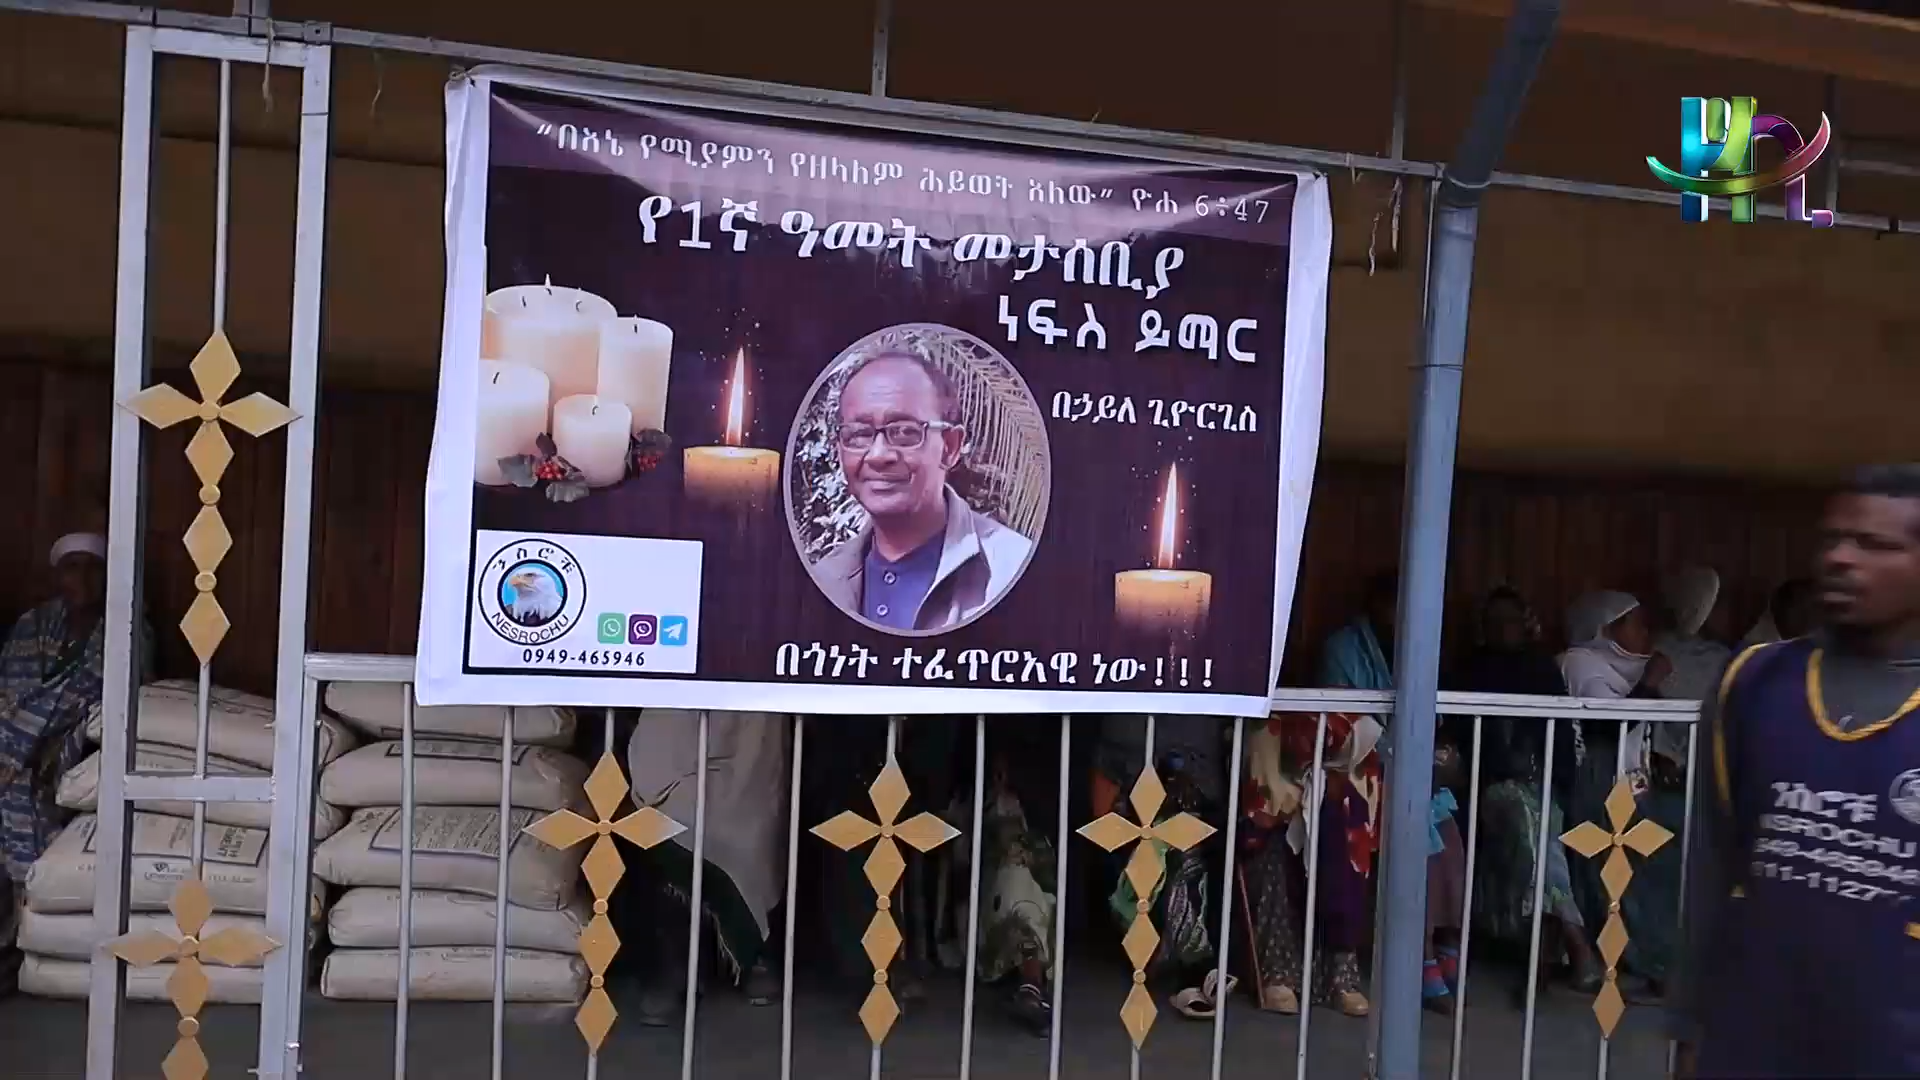 "በእኔ የሚያምን የዘላለም ሕይወት አለው" ዮሐ 6÷47
የ1ኛ ዓመት መታሰቢያ
ነፍስ ይማር
በኃይለ ጊዮርጊስ
ንስሮቹ
NESROCHU
0949-465946
በጎነት ተፈጥሮአዊ ነው!!!
ንስሮቹ